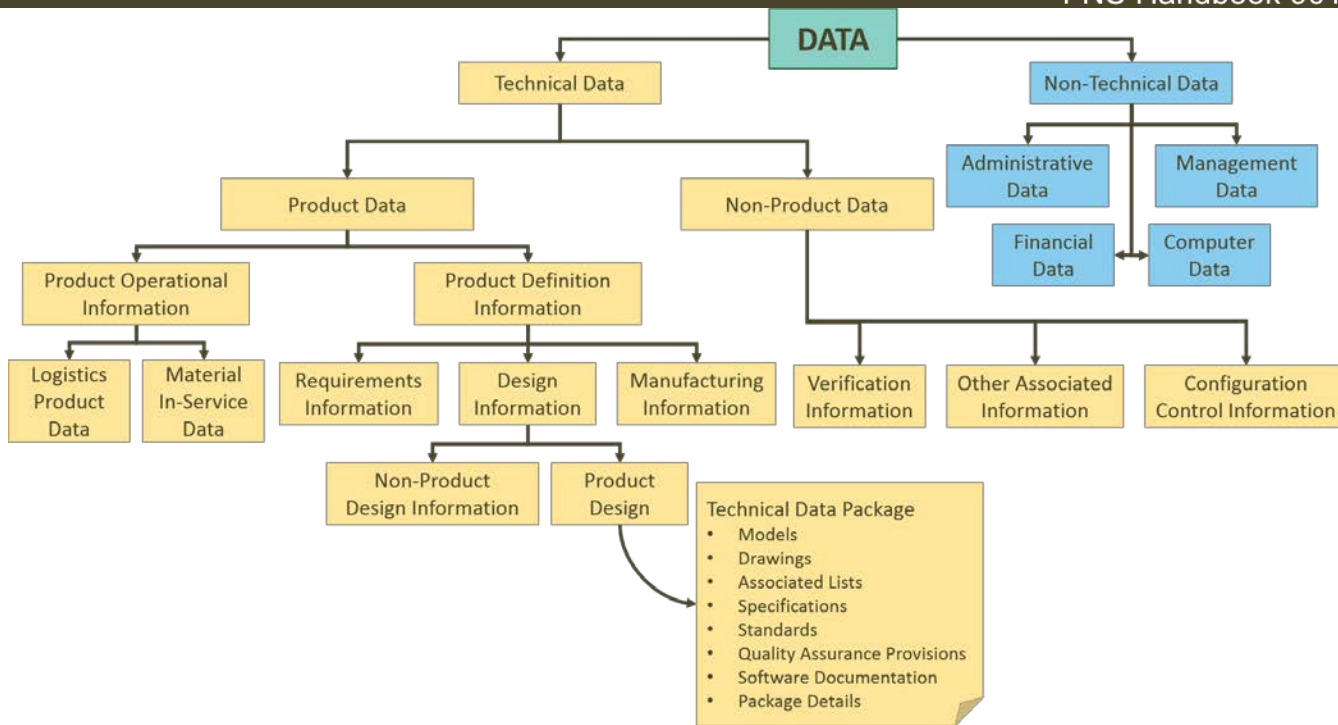 DATA
Technical Data
Non-Technical Data
Administrative
Data
Management
Data
Financial
Data
Computer
Data
Product Data
Non-Product Data
Product Operational
Information
Product Definition
Information
Logistics
Product
Data
Material
In-Service
Data
Requirements
Information
Design
Information
Manufacturing
Information
Verification
Information
Other Associated
Information
Configuration
Control Information
Non-Product
Design Information
Product
Design
Technical Data Package
• Models
• Drawings
• Associated Lists
• Specifications
• Standards
• Quality Assurance Provisions
• Software Documentation
• Package Details